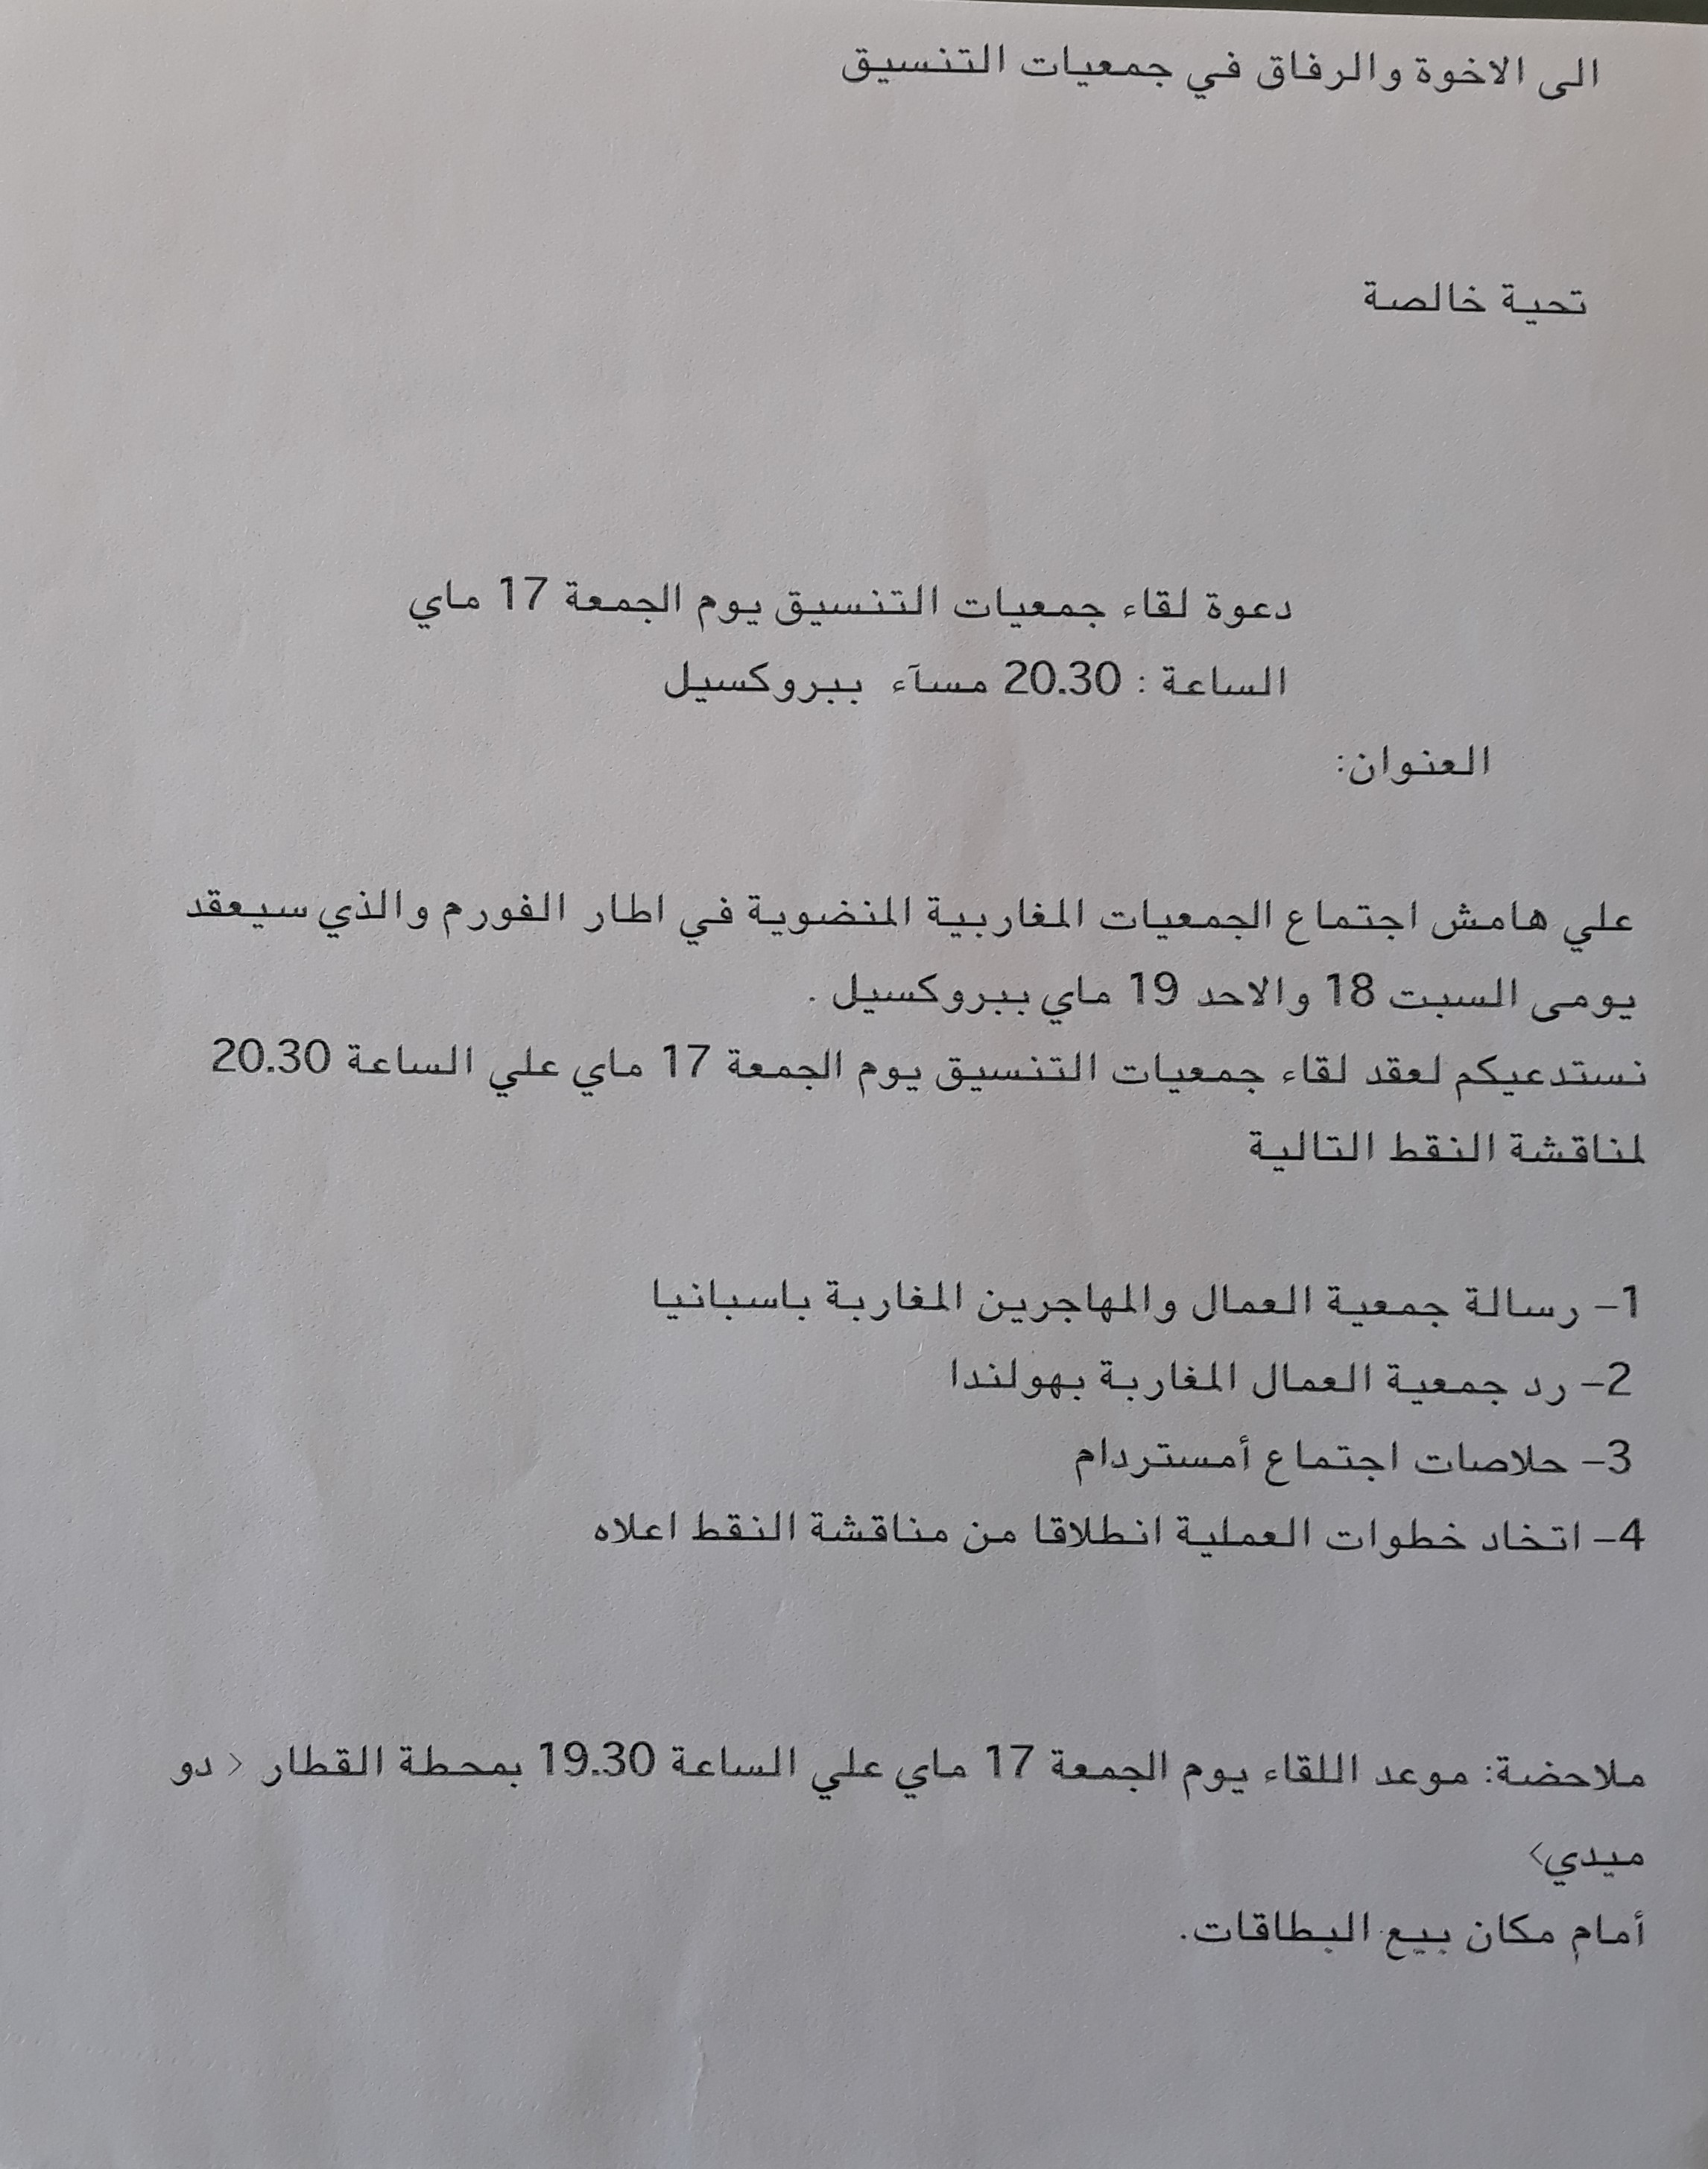 الى الاخوة والرفاق في جمعيات التنسيق
تحية خالصة
دعوة لقاء جمعيات التنسيق يوم الجمعة 17 ماي
الساعة : 20.30 مسآء ببروكسيل
العنوان:
علي هامش اجتماع الجمعيات المغاربية المنضوية في اطار الفورم والذي سيعقد
يومى السبت 18 والاحد 19 ماي ببروكسيل .
نستدعيكم لعقد لقاء جمعيات التنسيق يوم الجمعة 17 ماي علي الساعة 20.30
لمناقشة النقط التالية
1– رسالة جمعية العمال والمهاجرين المغاربة باسبانيا
2– رد جمعية العمال المغاربة بهولندا
3– حلاصات اجتماع أمستردام
4– اتخاد خطوات العملية انطلاقا من مناقشة النقط اعلاه
ملاحضة: موعد اللقاء يوم الجمعة 17 ماي علي الساعة 19.30 بمحطة القطار < دو
ميدي>
أمام مكان بيع البطاقات.